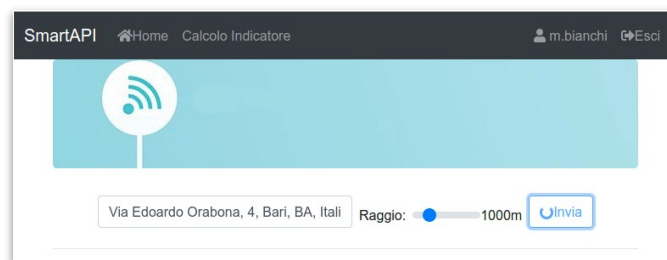 SmartAPI Home Calcolo Indicatore m.bianchi Esci
Via Edoardo Orabona, 4, Bari, BA, Itali Raggio: 1000m Invia